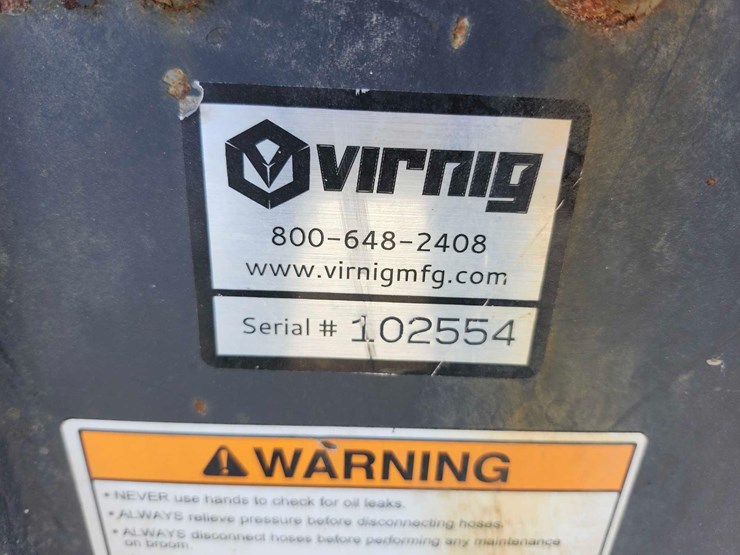 virnig
800-648-2408
www.virnigmfg.com
Serial # 102554
WARNING
• NEVER use hands to check for oil leaks.
• ALWAYS relieve pressure before disconnecting hoses.
• ALWAYS disconnect hoses before performing any maintenance
on broom.